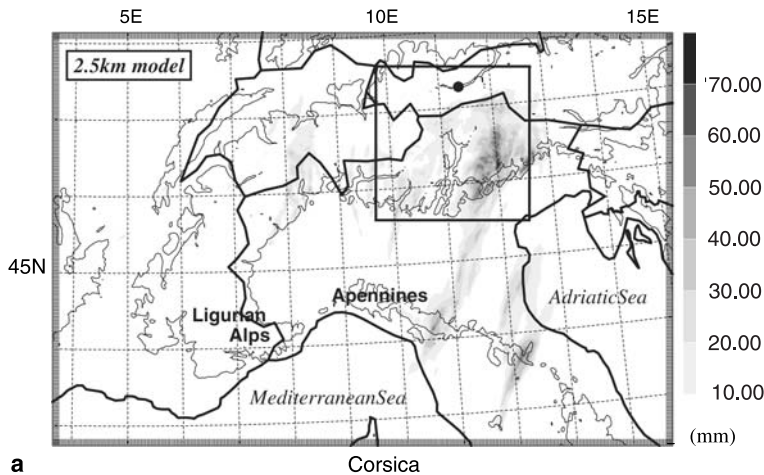 5E 10E 15E
2.5km model
'70.00
60.00
50.00
40.00
45N
30.00
20.00
10.00
(mm)
Ligurian
Alps
Apennines
AdriaticSea
MediterraneanSea
a
Corsica